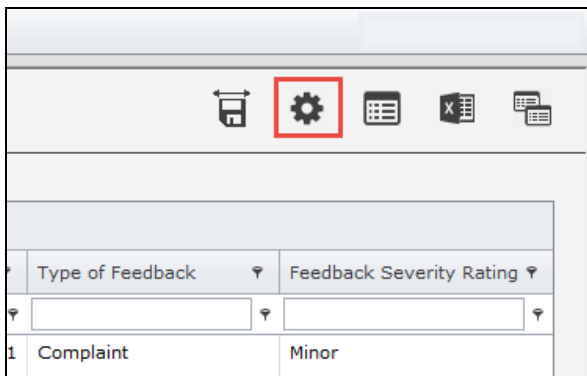 Type of Feedback
Feedback Severity Rating
1 Complaint Minor